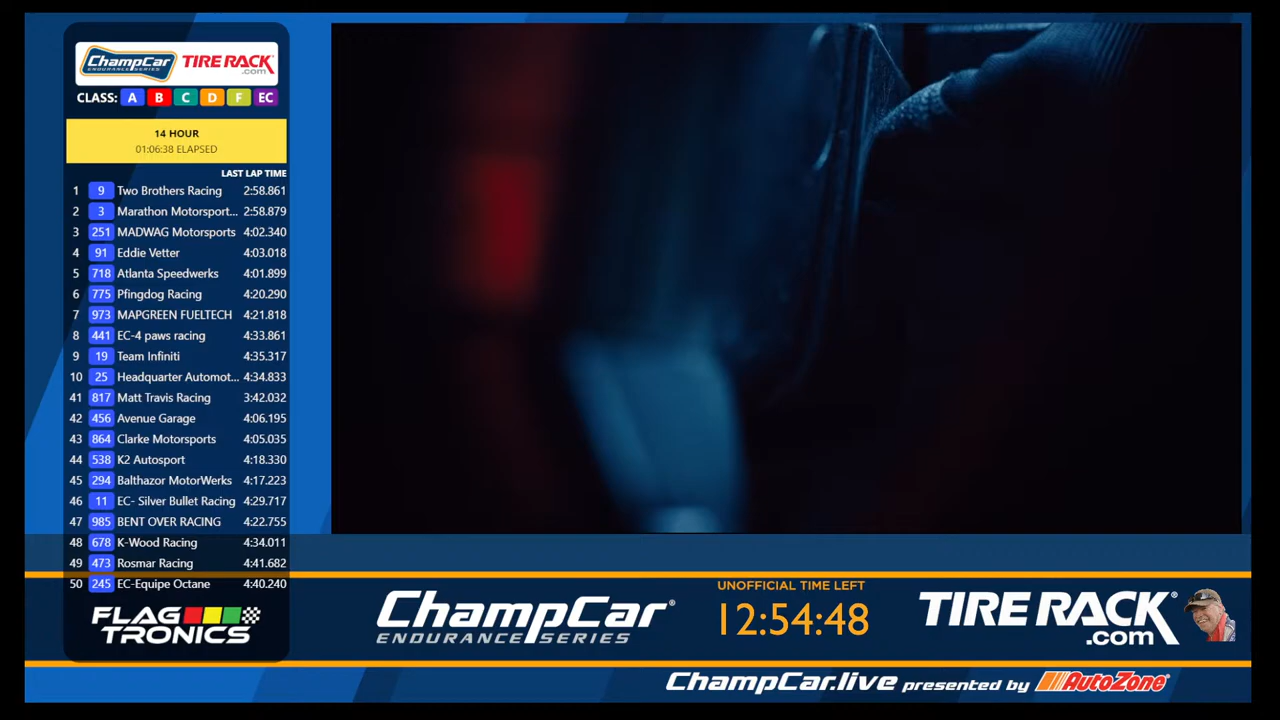 ChampCar ENDURANCE SERIES TIRE RACK .com
CLASS: A B C D F EC
14 HOUR
01:06:38 ELAPSED
LAST LAP TIME
1 9 Two Brothers Racing 2:58.861
2 3 Marathon Motorsport... 2:58.879
3 251 MADWAG Motorsports 4:02.340
4 91 Eddie Vetter 4:03.018
5 718 Atlanta Speedwerks 4:01.899
6 775 Pfingdog Racing 4:20.290
7 973 MAPGREEN FUELTECH 4:21.818
8 441 EC-4 paws racing 4:33.861
9 19 Team Infiniti 4:35.317
10 25 Headquarter Automot... 4:34.833
41 817 Matt Travis Racing 3:42.032
42 456 Avenue Garage 4:06.195
43 864 Clarke Motorsports 4:05.035
44 538 K2 Autosport 4:18.330
45 294 Balthazor MotorWerks 4:17.223
46 11 EC- Silver Bullet Racing 4:29.717
47 985 BENT OVER RACING 4:22.755
48 678 K-Wood Racing 4:34.011
49 473 Rosmar Racing 4:41.682
50 245 EC-Equipe Octane 4:40.240
FLAG
TRONICS
ChampCar®
ENDURANCE SERIES
UNOFFICIAL TIME LEFT
12:54:48
TIRE RACK®
.com
ChampCar.live presented by AutoZone